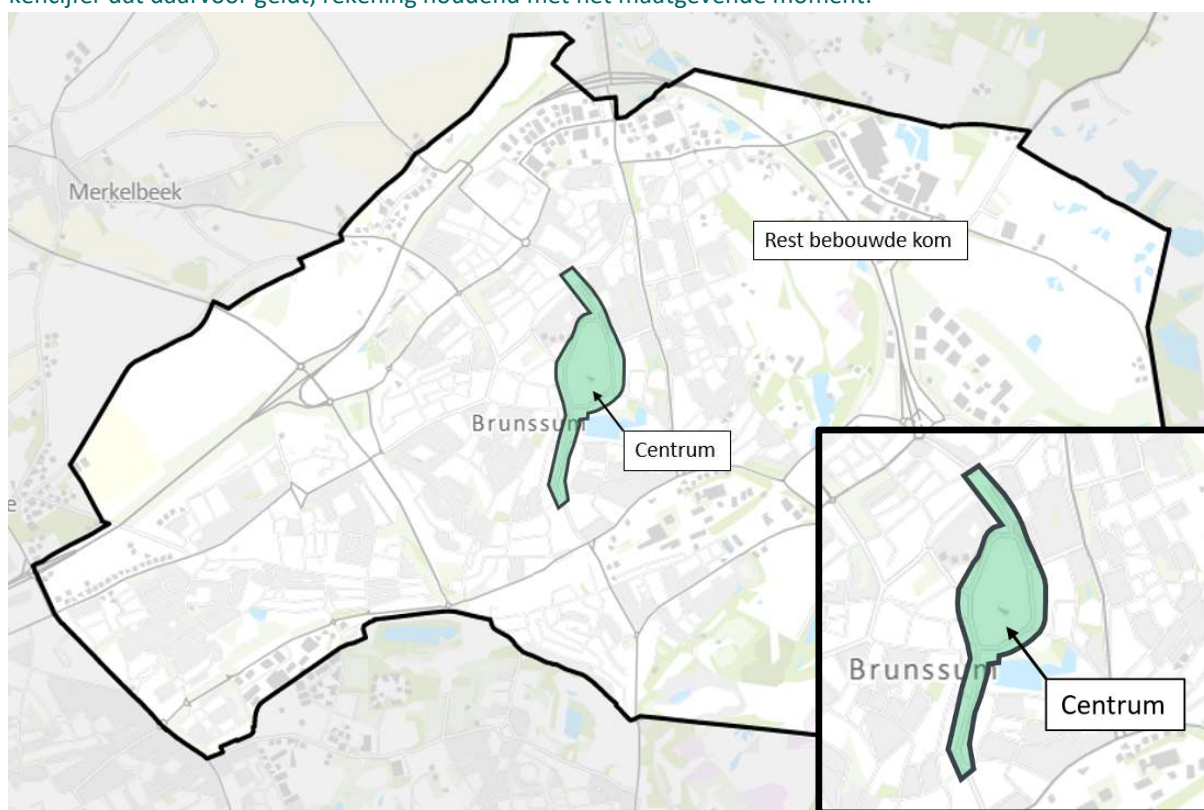 kencijfer dat daarvoor geldt, rekening houdend met het maatgevende moment.
Merkelbeek
Rest bebouwde kom
Brunssum
Centrum
e
Brunssum
Centrum